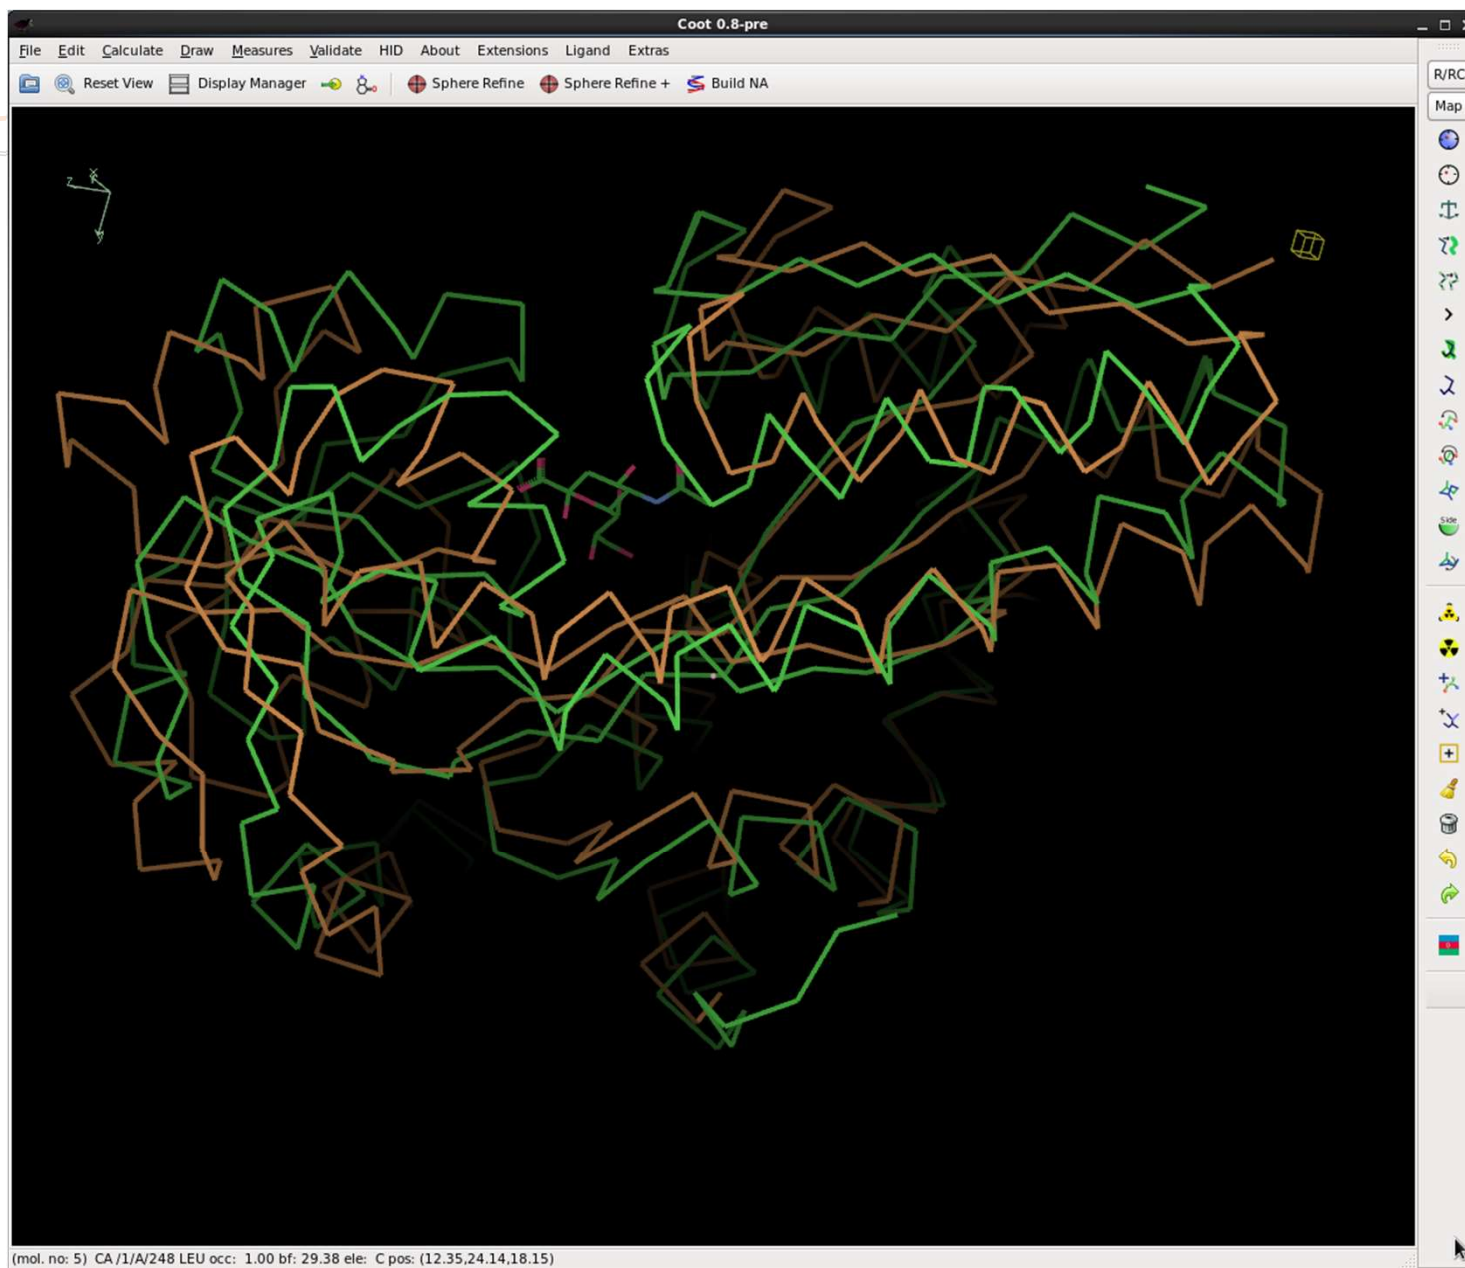 Coot 0.8-pre
File Edit Calculate Draw Measures Validate HID About Extensions Ligand Extras
Reset View Display Manager Sphere Refine Sphere Refine + Build NA
R/RC
Map
z x
y
Side
(mol. no: 5) CA /1/A/248 LEU occ: 1.00 bf: 29.38 ele: C pos: (12.35,24.14,18.15)